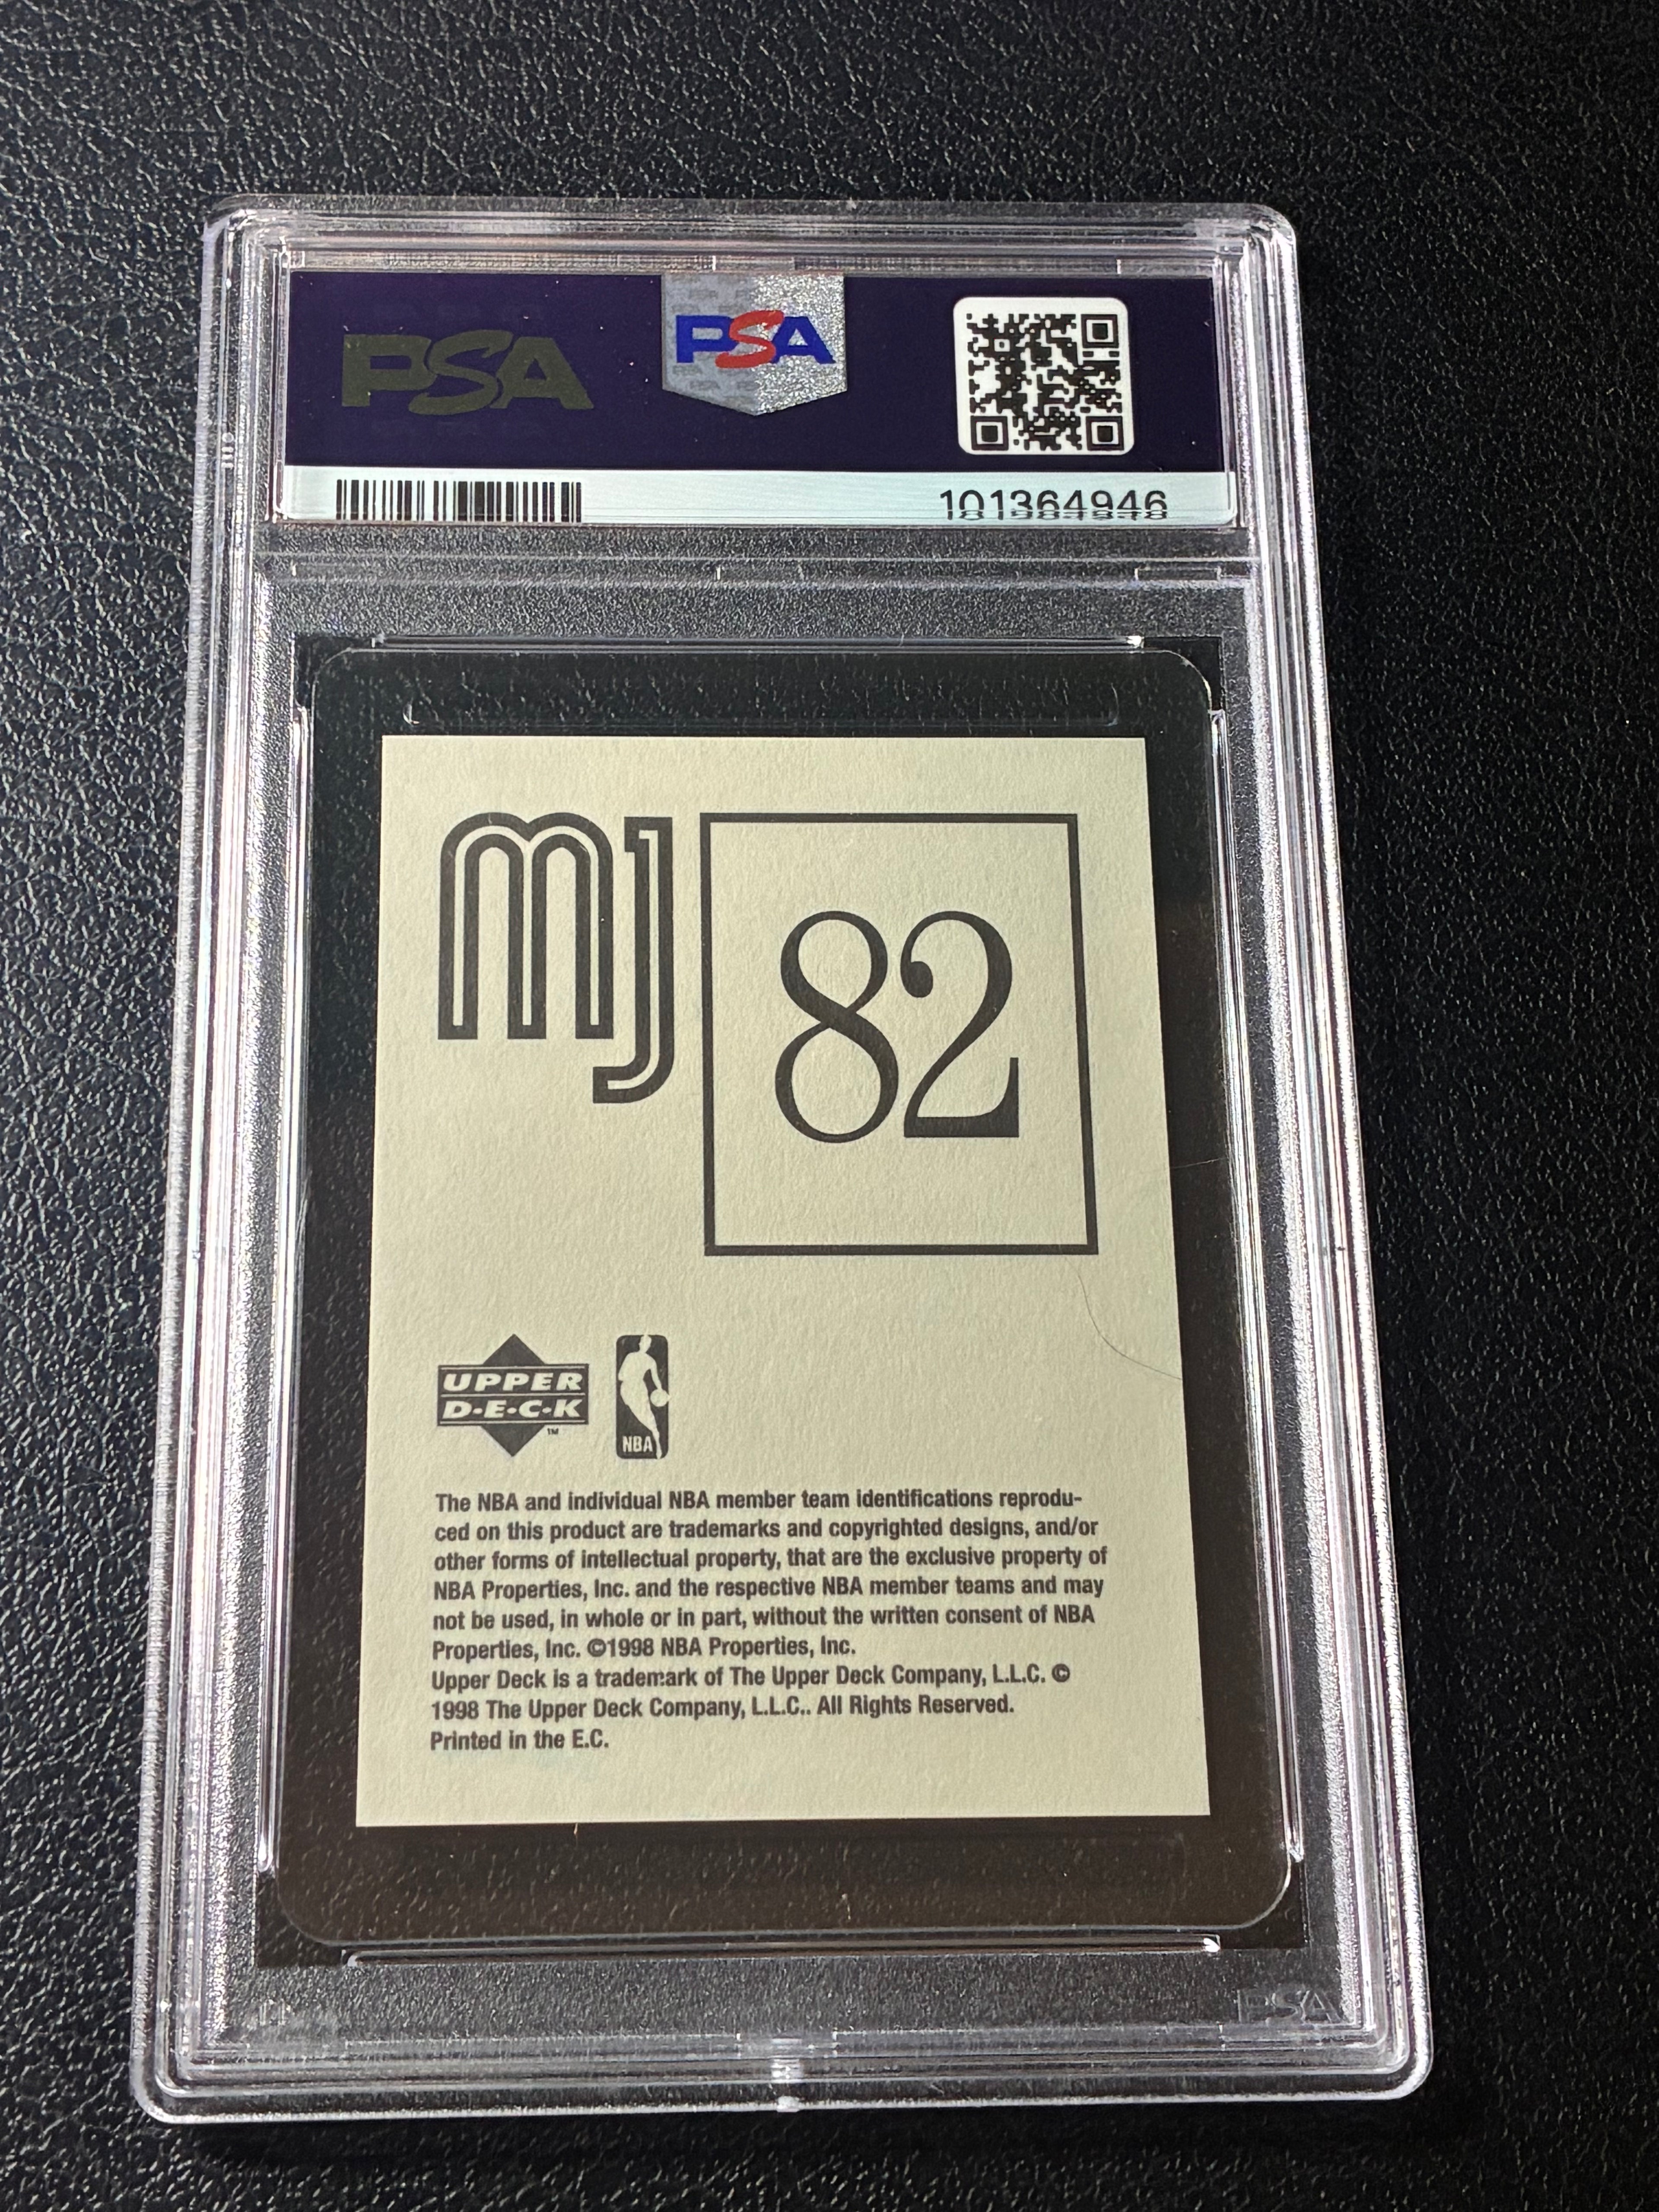 PSA
PSA
101364946
MJ
82
UPPER
D·E·C·K
TM
NBA
The NBA and individual NBA member team identifications reprodu-
ced on this product are trademarks and copyrighted designs, and/or
other forms of intellectual property, that are the exclusive property of
NBA Properties, Inc. and the respective NBA member teams and may
not be used, in whole or in part, without the written consent of NBA
Properties, Inc. ©1998 NBA Properties, Inc.
Upper Deck is a trademark of The Upper Deck Company, L.L.C. ©
1998 The Upper Deck Company, L.L.C.. All Rights Reserved.
Printed in the E.C.
PSA